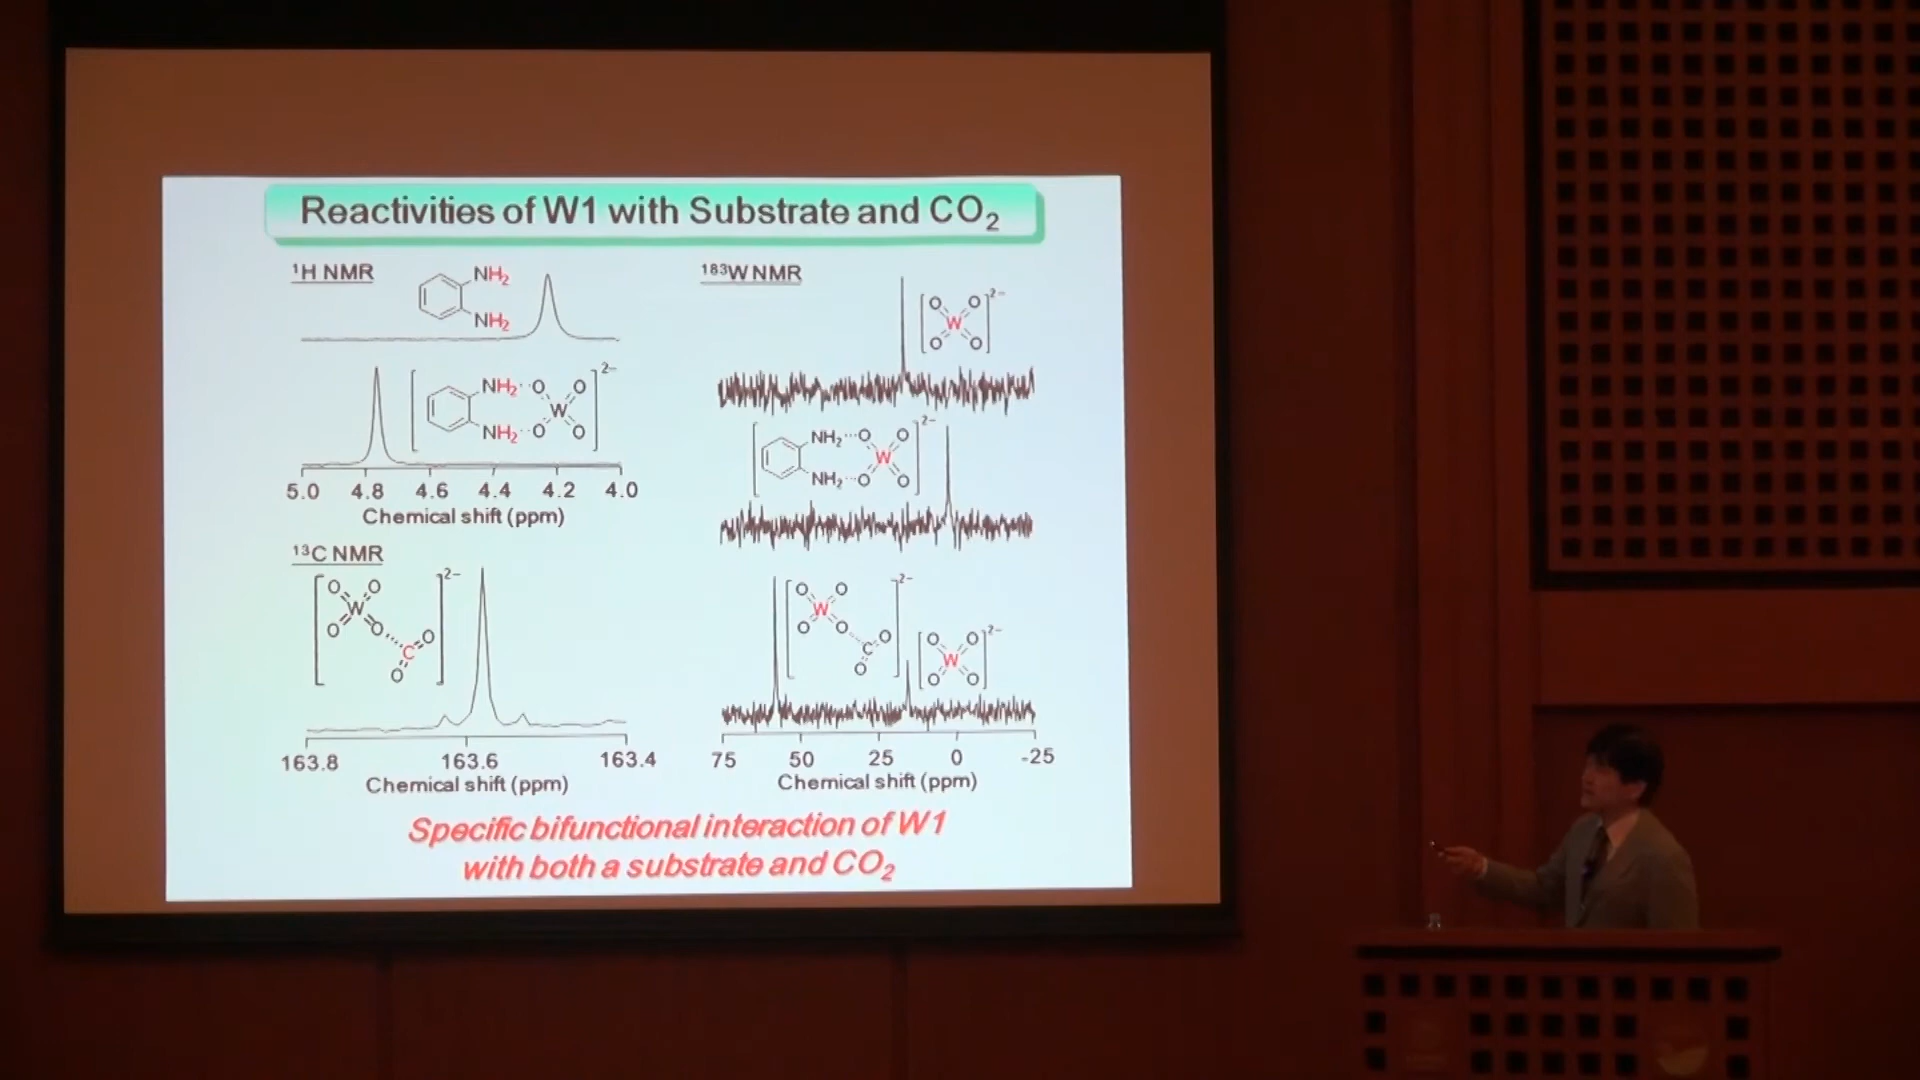 Reactivities of W1 with Substrate and CO₂
¹H NMR
NH₂
NH₂
2−
NH₂ O O
W
NH₂ O O
5.0 4.8 4.6 4.4 4.2 4.0
Chemical shift (ppm)
¹³C NMR
2−
O O
W
O O
C O
O
163.8 163.6 163.4
Chemical shift (ppm)
¹⁸³W NMR
2−
O O
W
O O
2−
NH₂ O O
W
NH₂ O O
2−
O O
W
O O
C O
O
2−
O O
W
O O
75 50 25 0 -25
Chemical shift (ppm)
Specific bifunctional interaction of W1
with both a substrate and CO₂